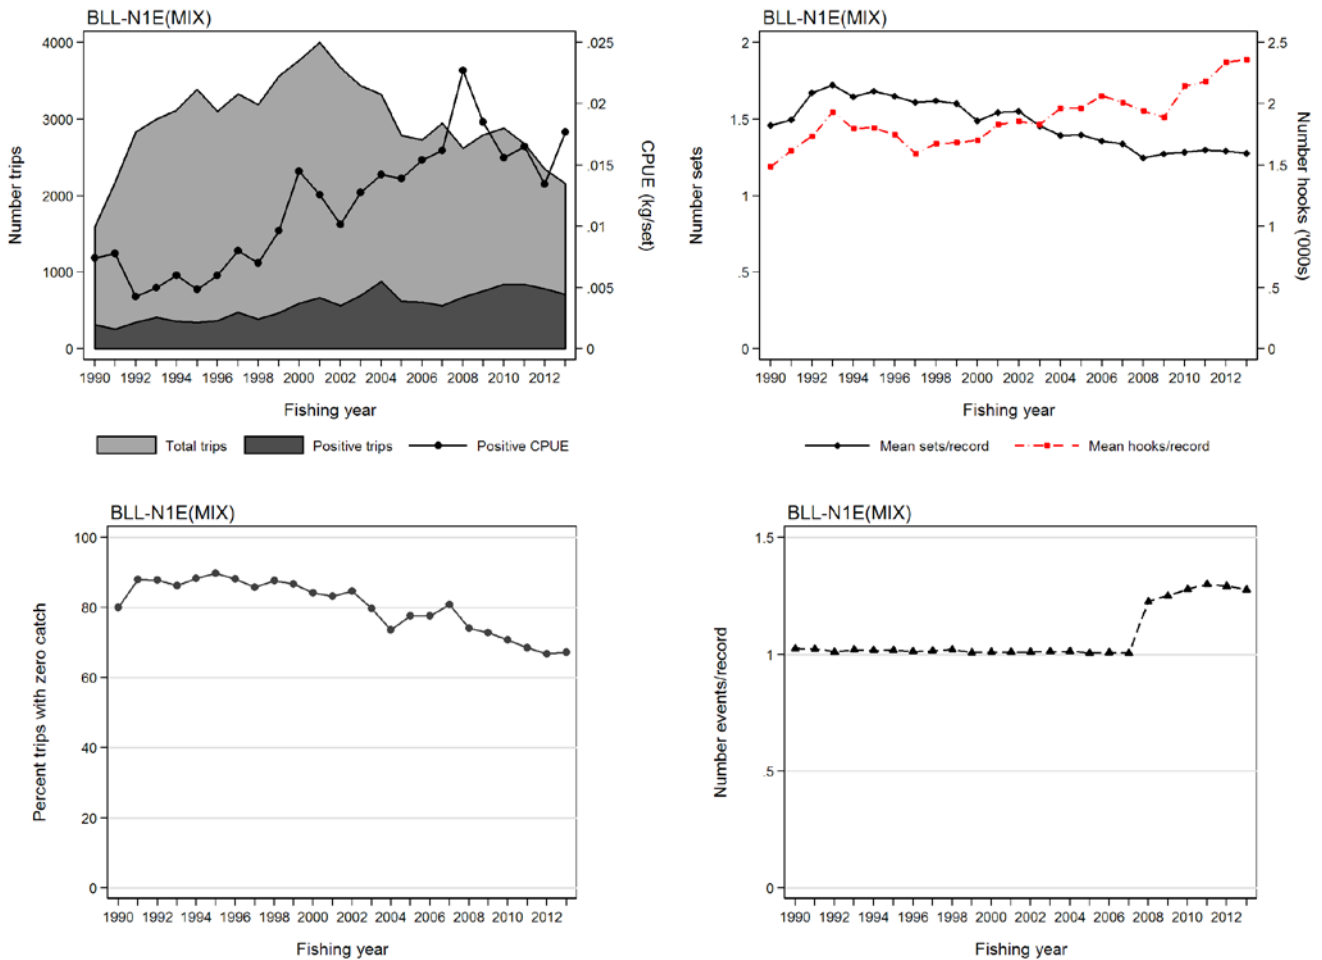 BLL-N1E(MIX)
4000
3000
2000
1000
0
Number trips
.025
.02
.015
.01
.005
0
CPUE (kg/set)
1990 1992 1994 1996 1998 2000 2002 2004 2006 2008 2010 2012
Fishing year
Total trips Positive trips Positive CPUE
BLL-N1E(MIX)
2
1.5
1
.5
0
Number sets
2.5
2
1.5
1
.5
0
Number hooks ('000s)
1990 1992 1994 1996 1998 2000 2002 2004 2006 2008 2010 2012
Fishing year
Mean sets/record Mean hooks/record
BLL-N1E(MIX)
100
80
60
40
20
0
Percent trips with zero catch
1990 1992 1994 1996 1998 2000 2002 2004 2006 2008 2010 2012
Fishing year
BLL-N1E(MIX)
1.5
1
.5
0
Number events/record
1990 1992 1994 1996 1998 2000 2002 2004 2006 2008 2010 2012
Fishing year